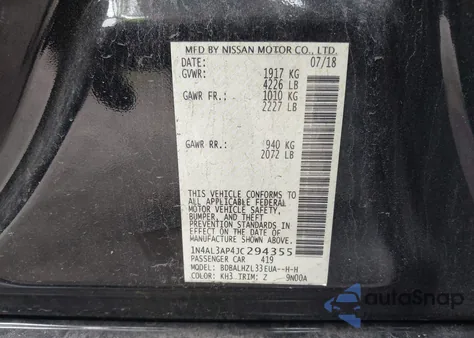 MFD BY NISSAN MOTOR CO., LTD.
DATE: 07/18
GVWR: 1917 KG
4226 LB
GAWR FR.: 1010 KG
2227 LB
GAWR RR.: 940 KG
2072 LB
THIS VEHICLE CONFORMS TO
ALL APPLICABLE FEDERAL
MOTOR VEHICLE SAFETY,
BUMPER, AND THEFT
PREVENTION STANDARDS IN
EFFECT ON THE DATE OF
MANUFACTURE SHOWN ABOVE.
1N4AL3AP4JC294355
PASSENGER CAR 419
MODEL: BDBALHZL33EUA--H-H
COLOR: KH3 TRIM: Z 9N00A
autoSnap